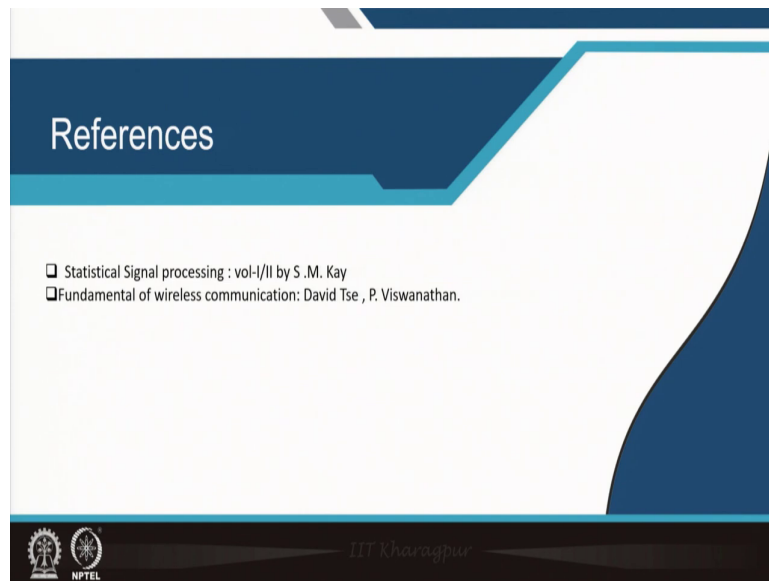 References
❑ Statistical Signal processing : vol-I/II by S .M. Kay
❑Fundamental of wireless communication: David Tse , P. Viswanathan.
IIT Kharagpur
NPTEL